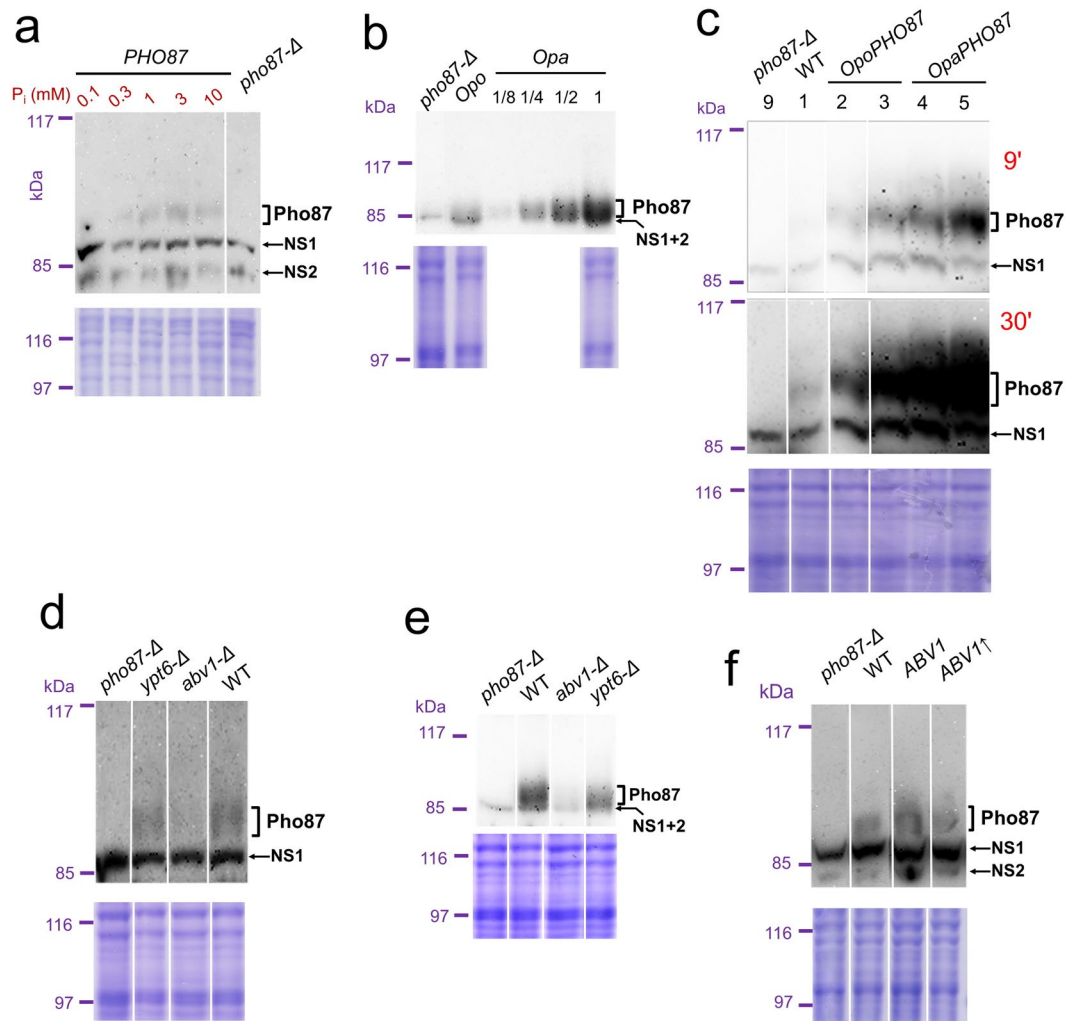 a
PHO87
pho87-Δ
Pi (mM)
0.1 0.3 1 3 10
117
kDa
Pho87
NS1
85
NS2
116
97
b
pho87-Δ
Opo
Opa
1/8 1/4 1/2 1
kDa
117
85
Pho87
NS1+2
116
97
c
pho87-Δ
WT
OpoPHO87
OpaPHO87
9 1 2 3 4 5
117
9'
Pho87
NS1
85
117
30'
Pho87
NS1
85
116
97
d
pho87-Δ
ypt6-Δ
abv1-Δ
WT
kDa
117
Pho87
NS1
85
116
97
e
pho87-Δ
WT
abv1-Δ
ypt6-Δ
kDa
117
Pho87
85
NS1+2
116
97
f
pho87-Δ
WT
ABV1
ABV1↑
kDa
117
Pho87
NS1
85
NS2
116
97